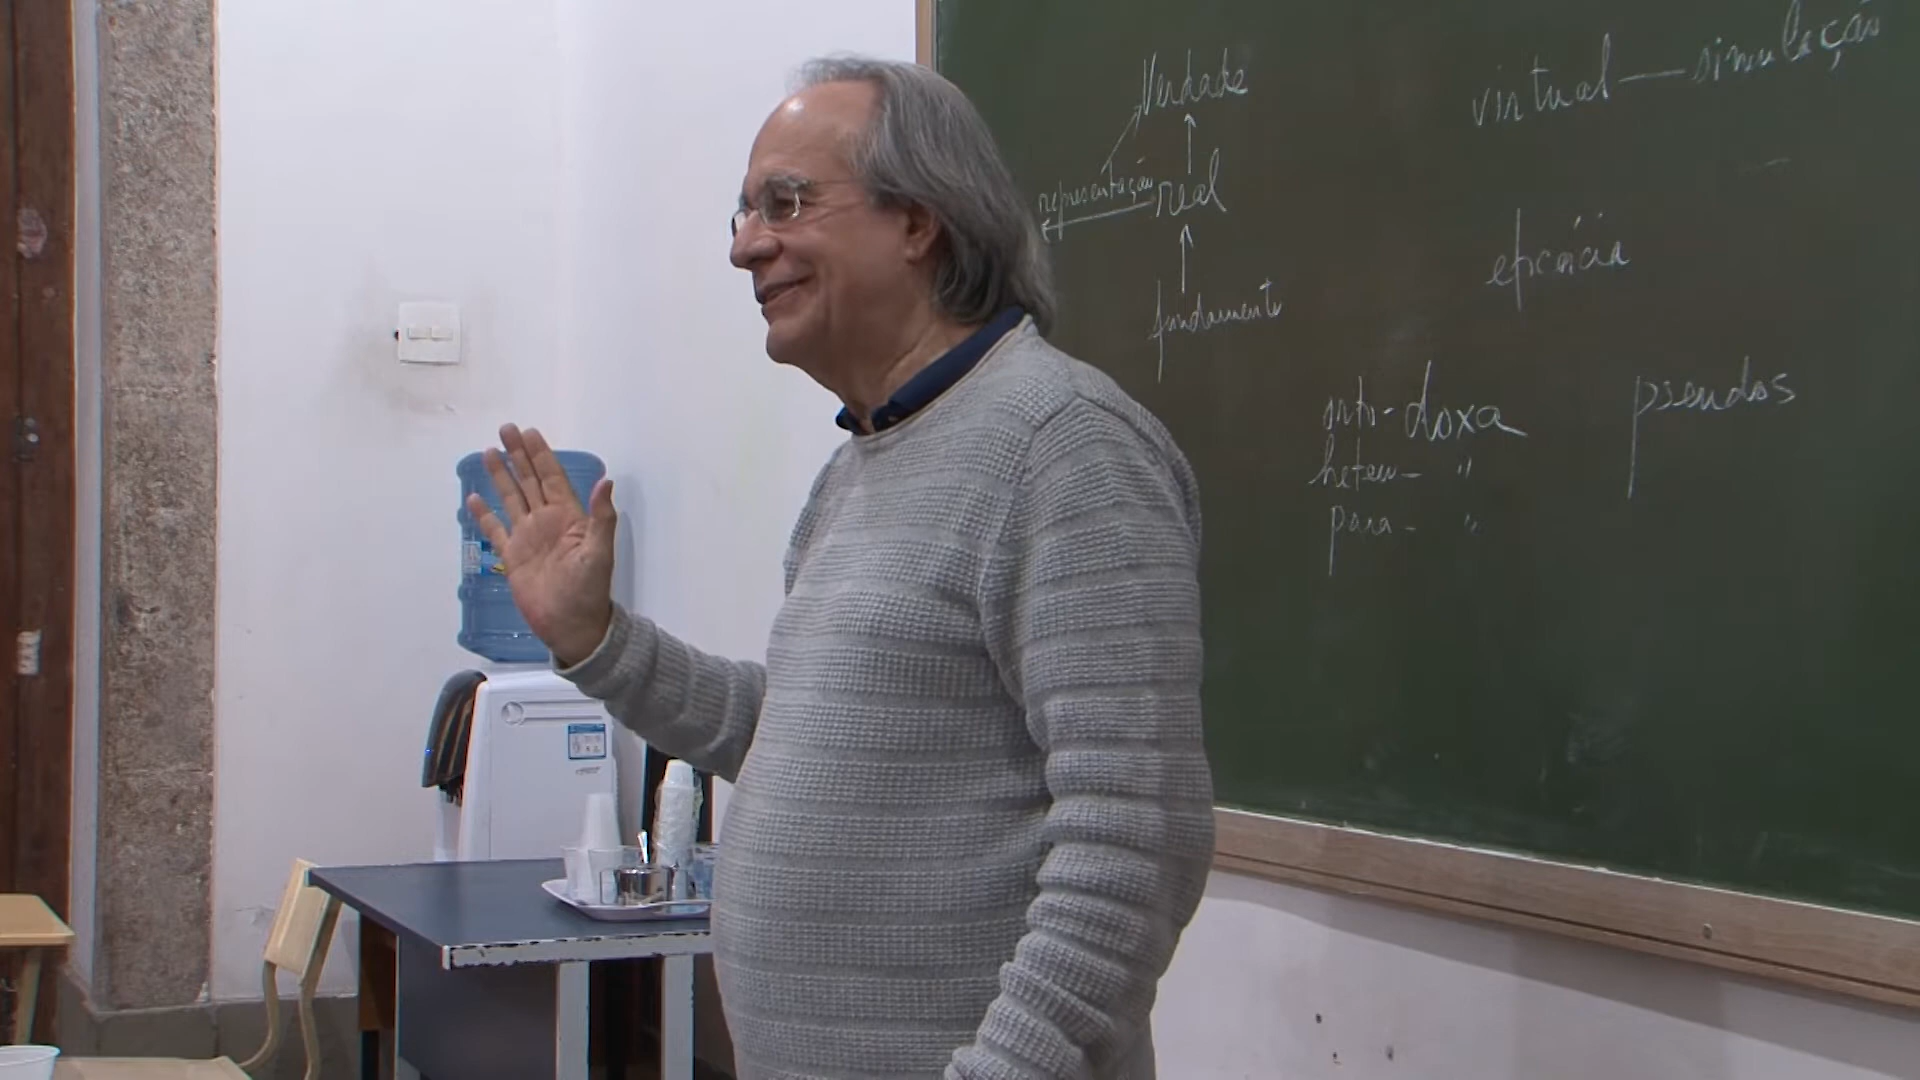 Verdade
representação real
fundamento
virtual — simulação
eficácia
orto-doxa
hetero- "
para- "
pseudos